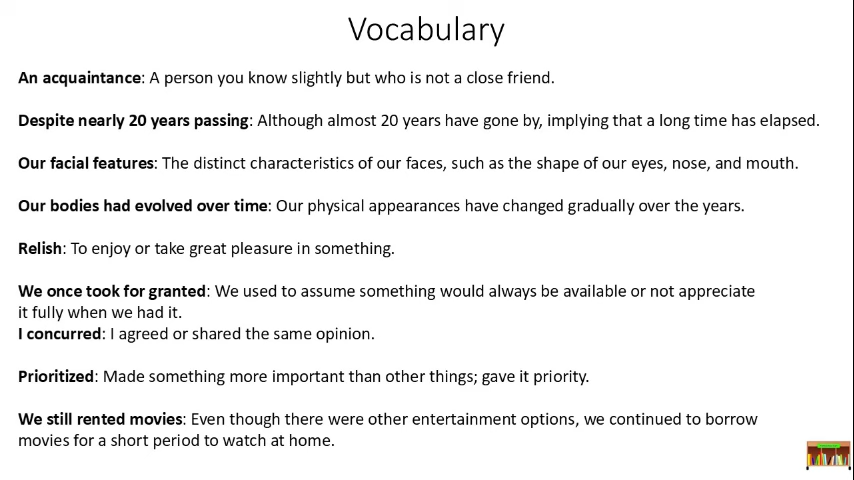 Vocabulary
An acquaintance: A person you know slightly but who is not a close friend.
Despite nearly 20 years passing: Although almost 20 years have gone by, implying that a long time has elapsed.
Our facial features: The distinct characteristics of our faces, such as the shape of our eyes, nose, and mouth.
Our bodies had evolved over time: Our physical appearances have changed gradually over the years.
Relish: To enjoy or take great pleasure in something.
We once took for granted: We used to assume something would always be available or not appreciate
it fully when we had it.
I concurred: I agreed or shared the same opinion.
Prioritized: Made something more important than other things; gave it priority.
We still rented movies: Even though there were other entertainment options, we continued to borrow
movies for a short period to watch at home.